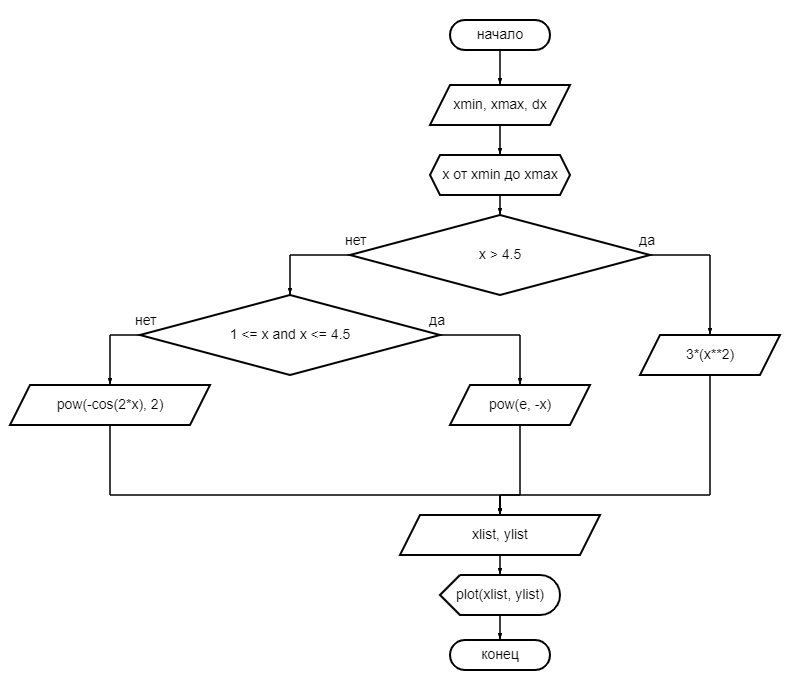 начало
xmin, xmax, dx
x от xmin до xmax
x > 4.5
нет
да
1 <= x and x <= 4.5
нет
да
3*(x**2)
pow(-cos(2*x), 2)
pow(e, -x)
xlist, ylist
plot(xlist, ylist)
конец